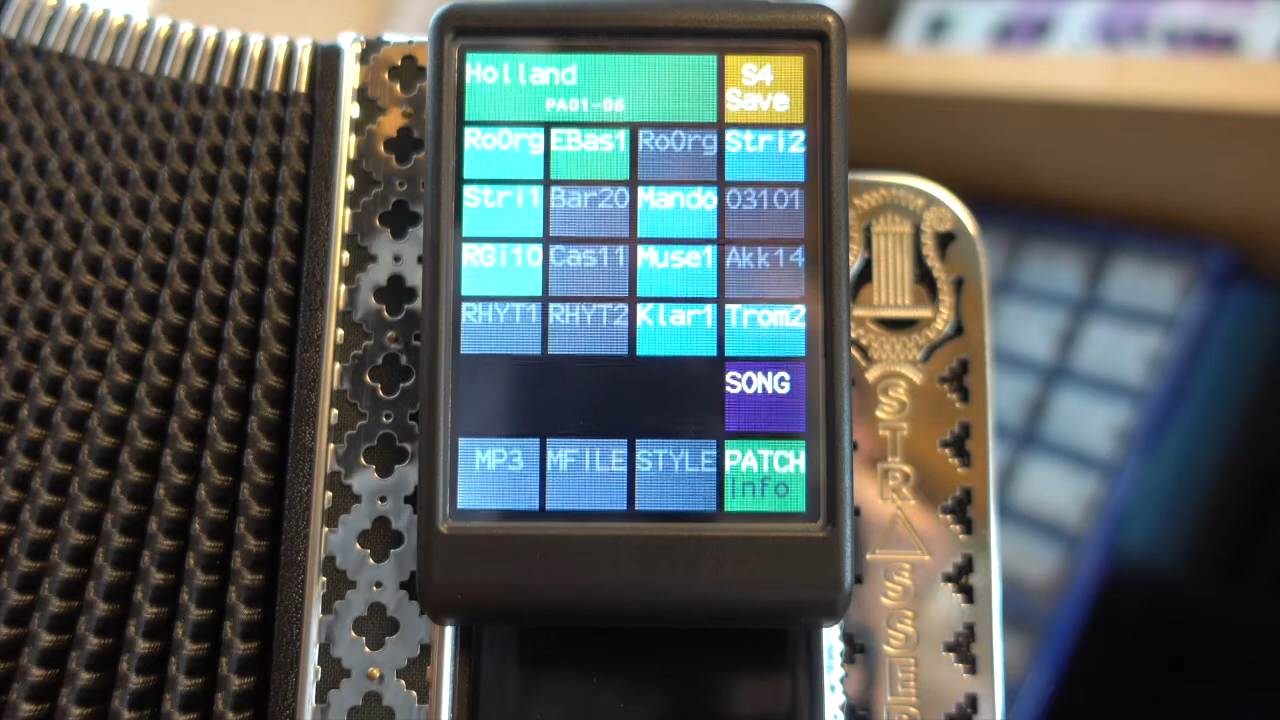 Holland
PA01-06
S4
Save
RoOrg EBas1 RoOrg Stri2
Stri1 Bar20 Mando 03101
RGi10 Cas11 Muse1 Akk14
RHYT1 RHYT2 Klar1 Trom2
SONG
MP3 MFILE STYLE PATCH
Info
STRASSER